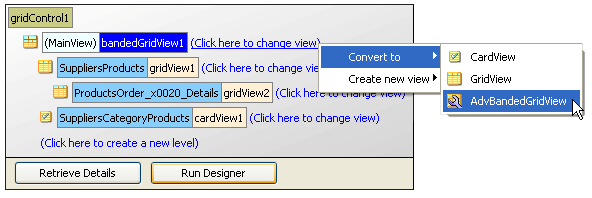 gridControl1
(MainView) bandedGridView1 (Click here to change view)
SuppliersProducts gridView1 (Click here to change view)
ProductsOrder_x0020_Details gridView2 (Click here to change view)
SuppliersCategoryProducts cardView1 (Click here to change view)
(Click here to create a new level)
Retrieve Details Run Designer
Convert to
Create new view
CardView
GridView
AdvBandedGridView